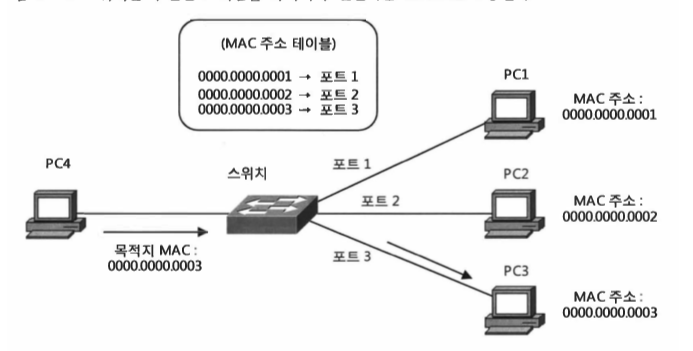 (MAC 주소 테이블)
0000.0000.0001 → 포트 1
0000.0000.0002 → 포트 2
0000.0000.0003 → 포트 3
PC1
MAC 주소 :
0000.0000.0001
PC4
스위치
포트 1
PC2
포트 2
MAC 주소 :
0000.0000.0002
목적지 MAC :
0000.0000.0003
포트 3
PC3
MAC 주소 :
0000.0000.0003